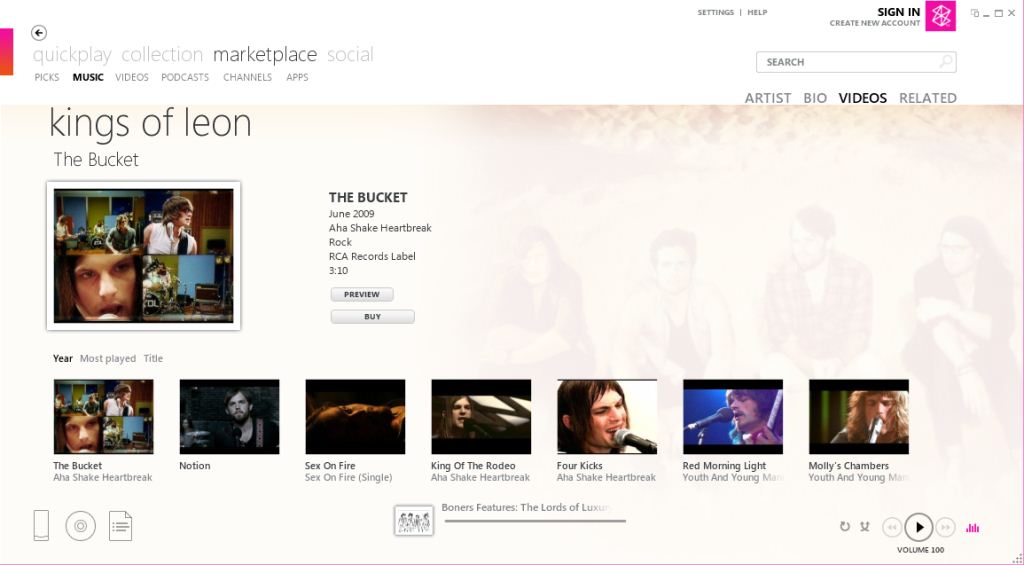 SETTINGS | HELP
SIGN IN
CREATE NEW ACCOUNT
quickplay collection marketplace social
PICKS MUSIC VIDEOS PODCASTS CHANNELS APPS
SEARCH
ARTIST BIO VIDEOS RELATED
kings of leon
The Bucket
THE BUCKET
June 2009
Aha Shake Heartbreak
Rock
RCA Records Label
3:10
PREVIEW
BUY
Year Most played Title
The Bucket
Aha Shake Heartbreak
Notion
Sex On Fire
Sex On Fire (Single)
King Of The Rodeo
Aha Shake Heartbreak
Four Kicks
Aha Shake Heartbreak
Red Morning Light
Youth And Young Man
Molly's Chambers
Youth And Young Man
Boners Features: The Lords of Luxur
VOLUME 100